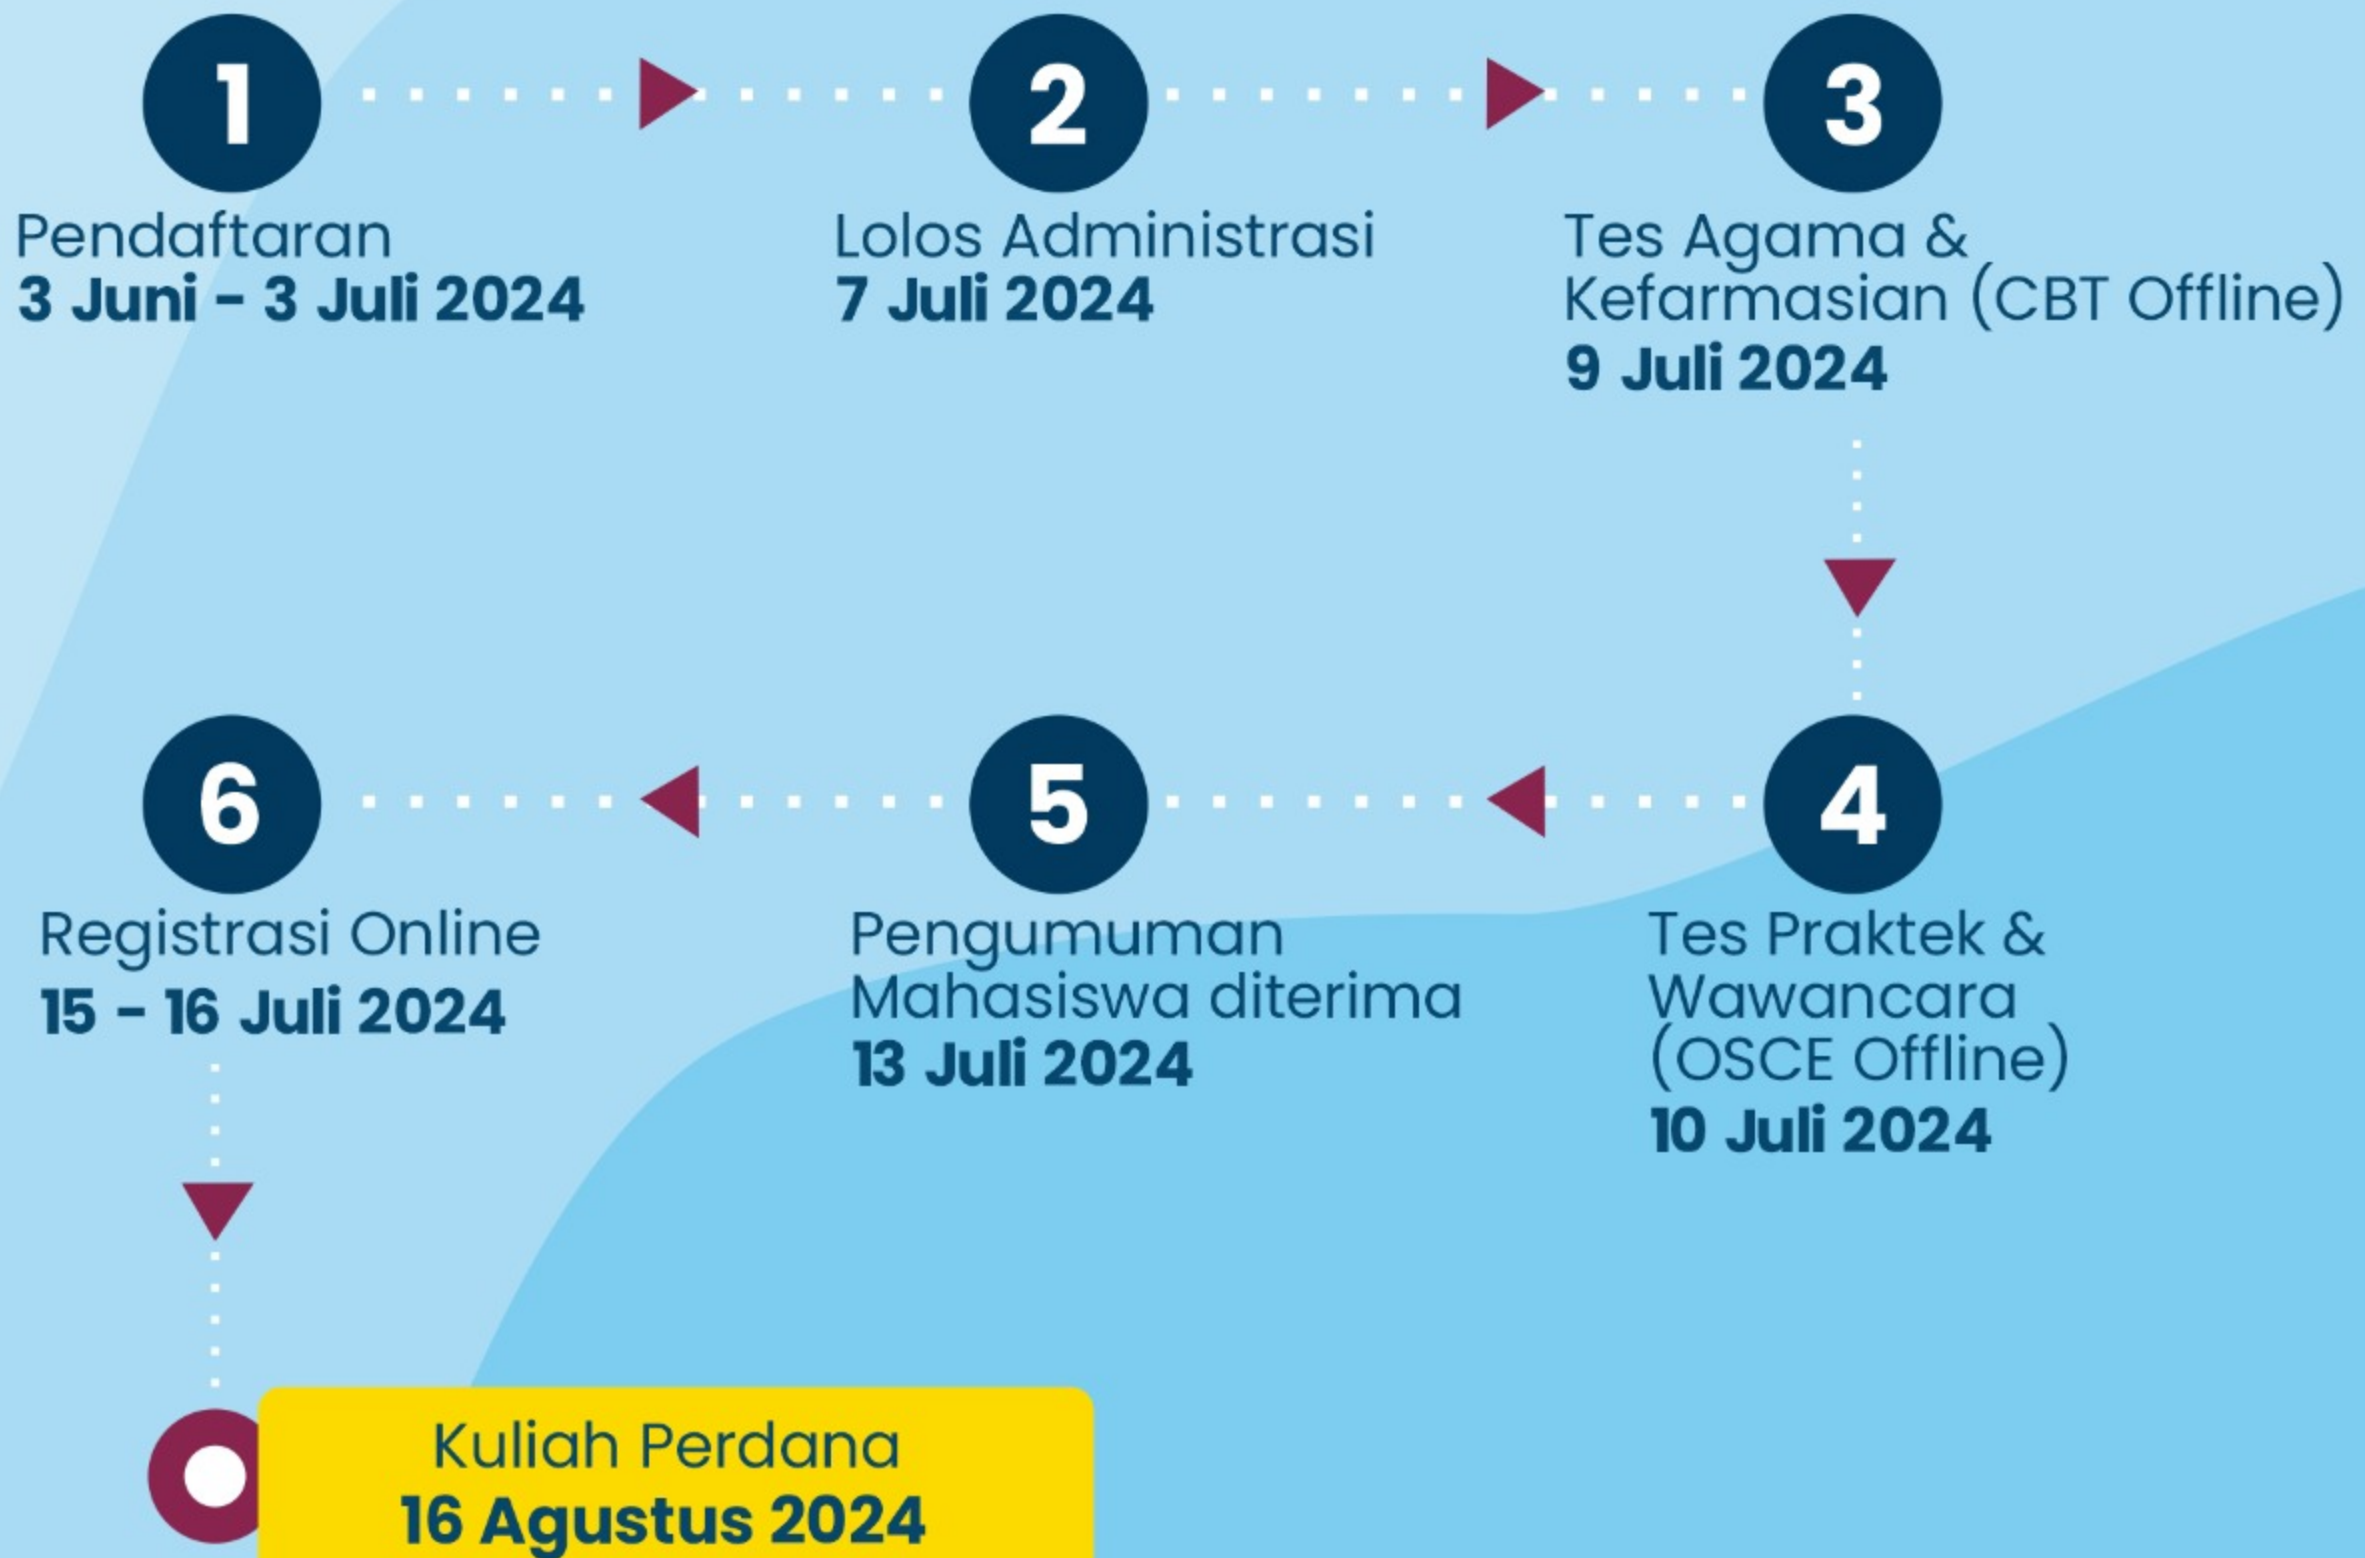 1
Pendaftaran
3 Juni - 3 Juli 2024
2
Lolos Administrasi
7 Juli 2024
3
Tes Agama &
Kefarmasian (CBT Offline)
9 Juli 2024
4
Tes Praktek &
Wawancara
(OSCE Offline)
10 Juli 2024
5
Pengumuman
Mahasiswa diterima
13 Juli 2024
6
Registrasi Online
15 - 16 Juli 2024
Kuliah Perdana
16 Agustus 2024